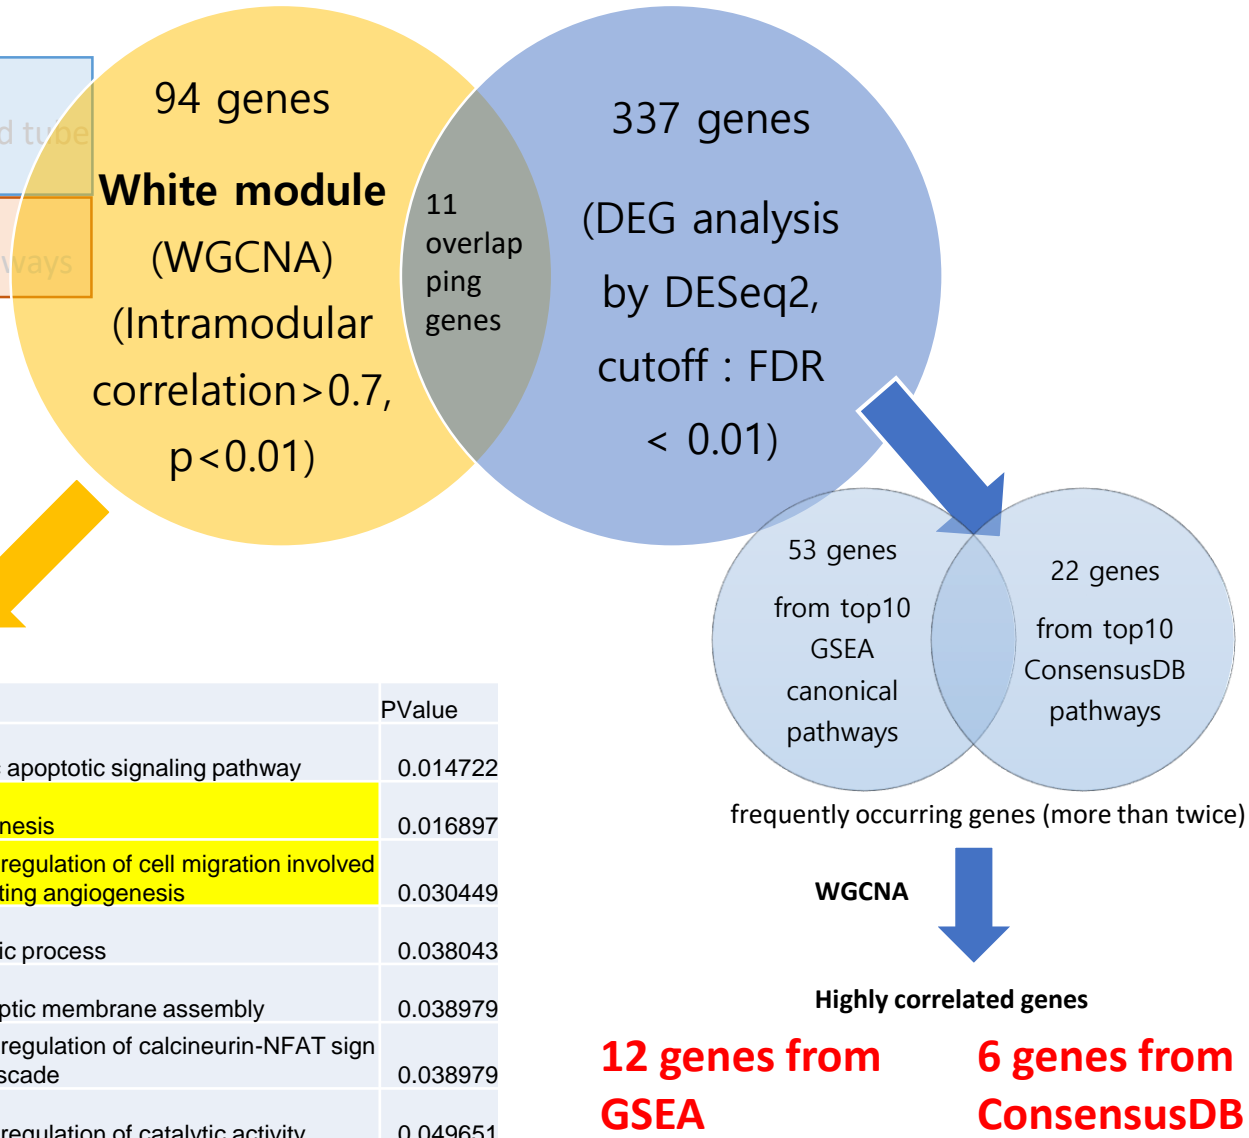 94 genes
White module
(WGCNA)
(Intramodular
correlation>0.7,
p<0.01)
11
overlap
ping
genes
337 genes
(DEG analysis
by DESeq2,
cutoff : FDR
< 0.01)
d tube
ways
53 genes
from top10
GSEA
canonical
pathways
22 genes
from top10
ConsensusDB
pathways
frequently occurring genes (more than twice)
WGCNA
Highly correlated genes
12 genes from
GSEA
6 genes from
ConsensusDB
PValue
apoptotic signaling pathway 0.014722
nesis 0.016897
regulation of cell migration involved
ting angiogenesis 0.030449
ic process 0.038043
ptic membrane assembly 0.038979
regulation of calcineurin-NFAT sign
scade 0.038979
regulation of catalytic activity 0.049651